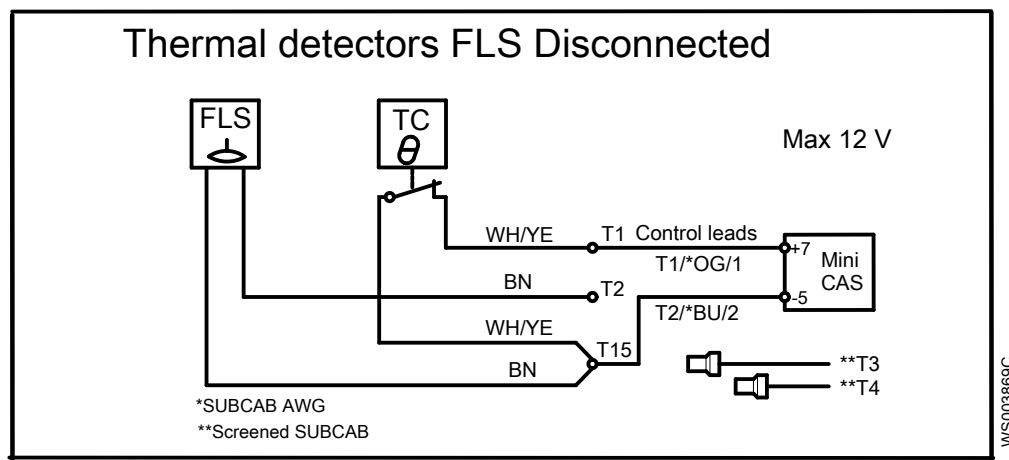 Thermal detectors FLS Disconnected
FLS
TC
θ
Max 12 V
WH/YE
T1
Control leads
+7
T1/*OG/1
Mini
CAS
BN
T2
-5
T2/*BU/2
WH/YE
T15
BN
**T3
**T4
*SUBCAB AWG
**Screened SUBCAB
WS003869C